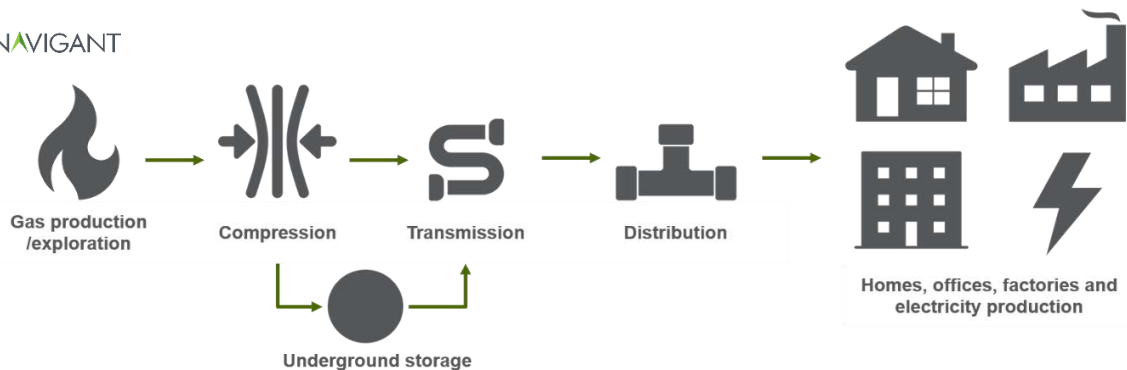 NAVIGANT
Gas production
/exploration
Compression
Transmission
Distribution
Homes, offices, factories and
electricity production
Underground storage